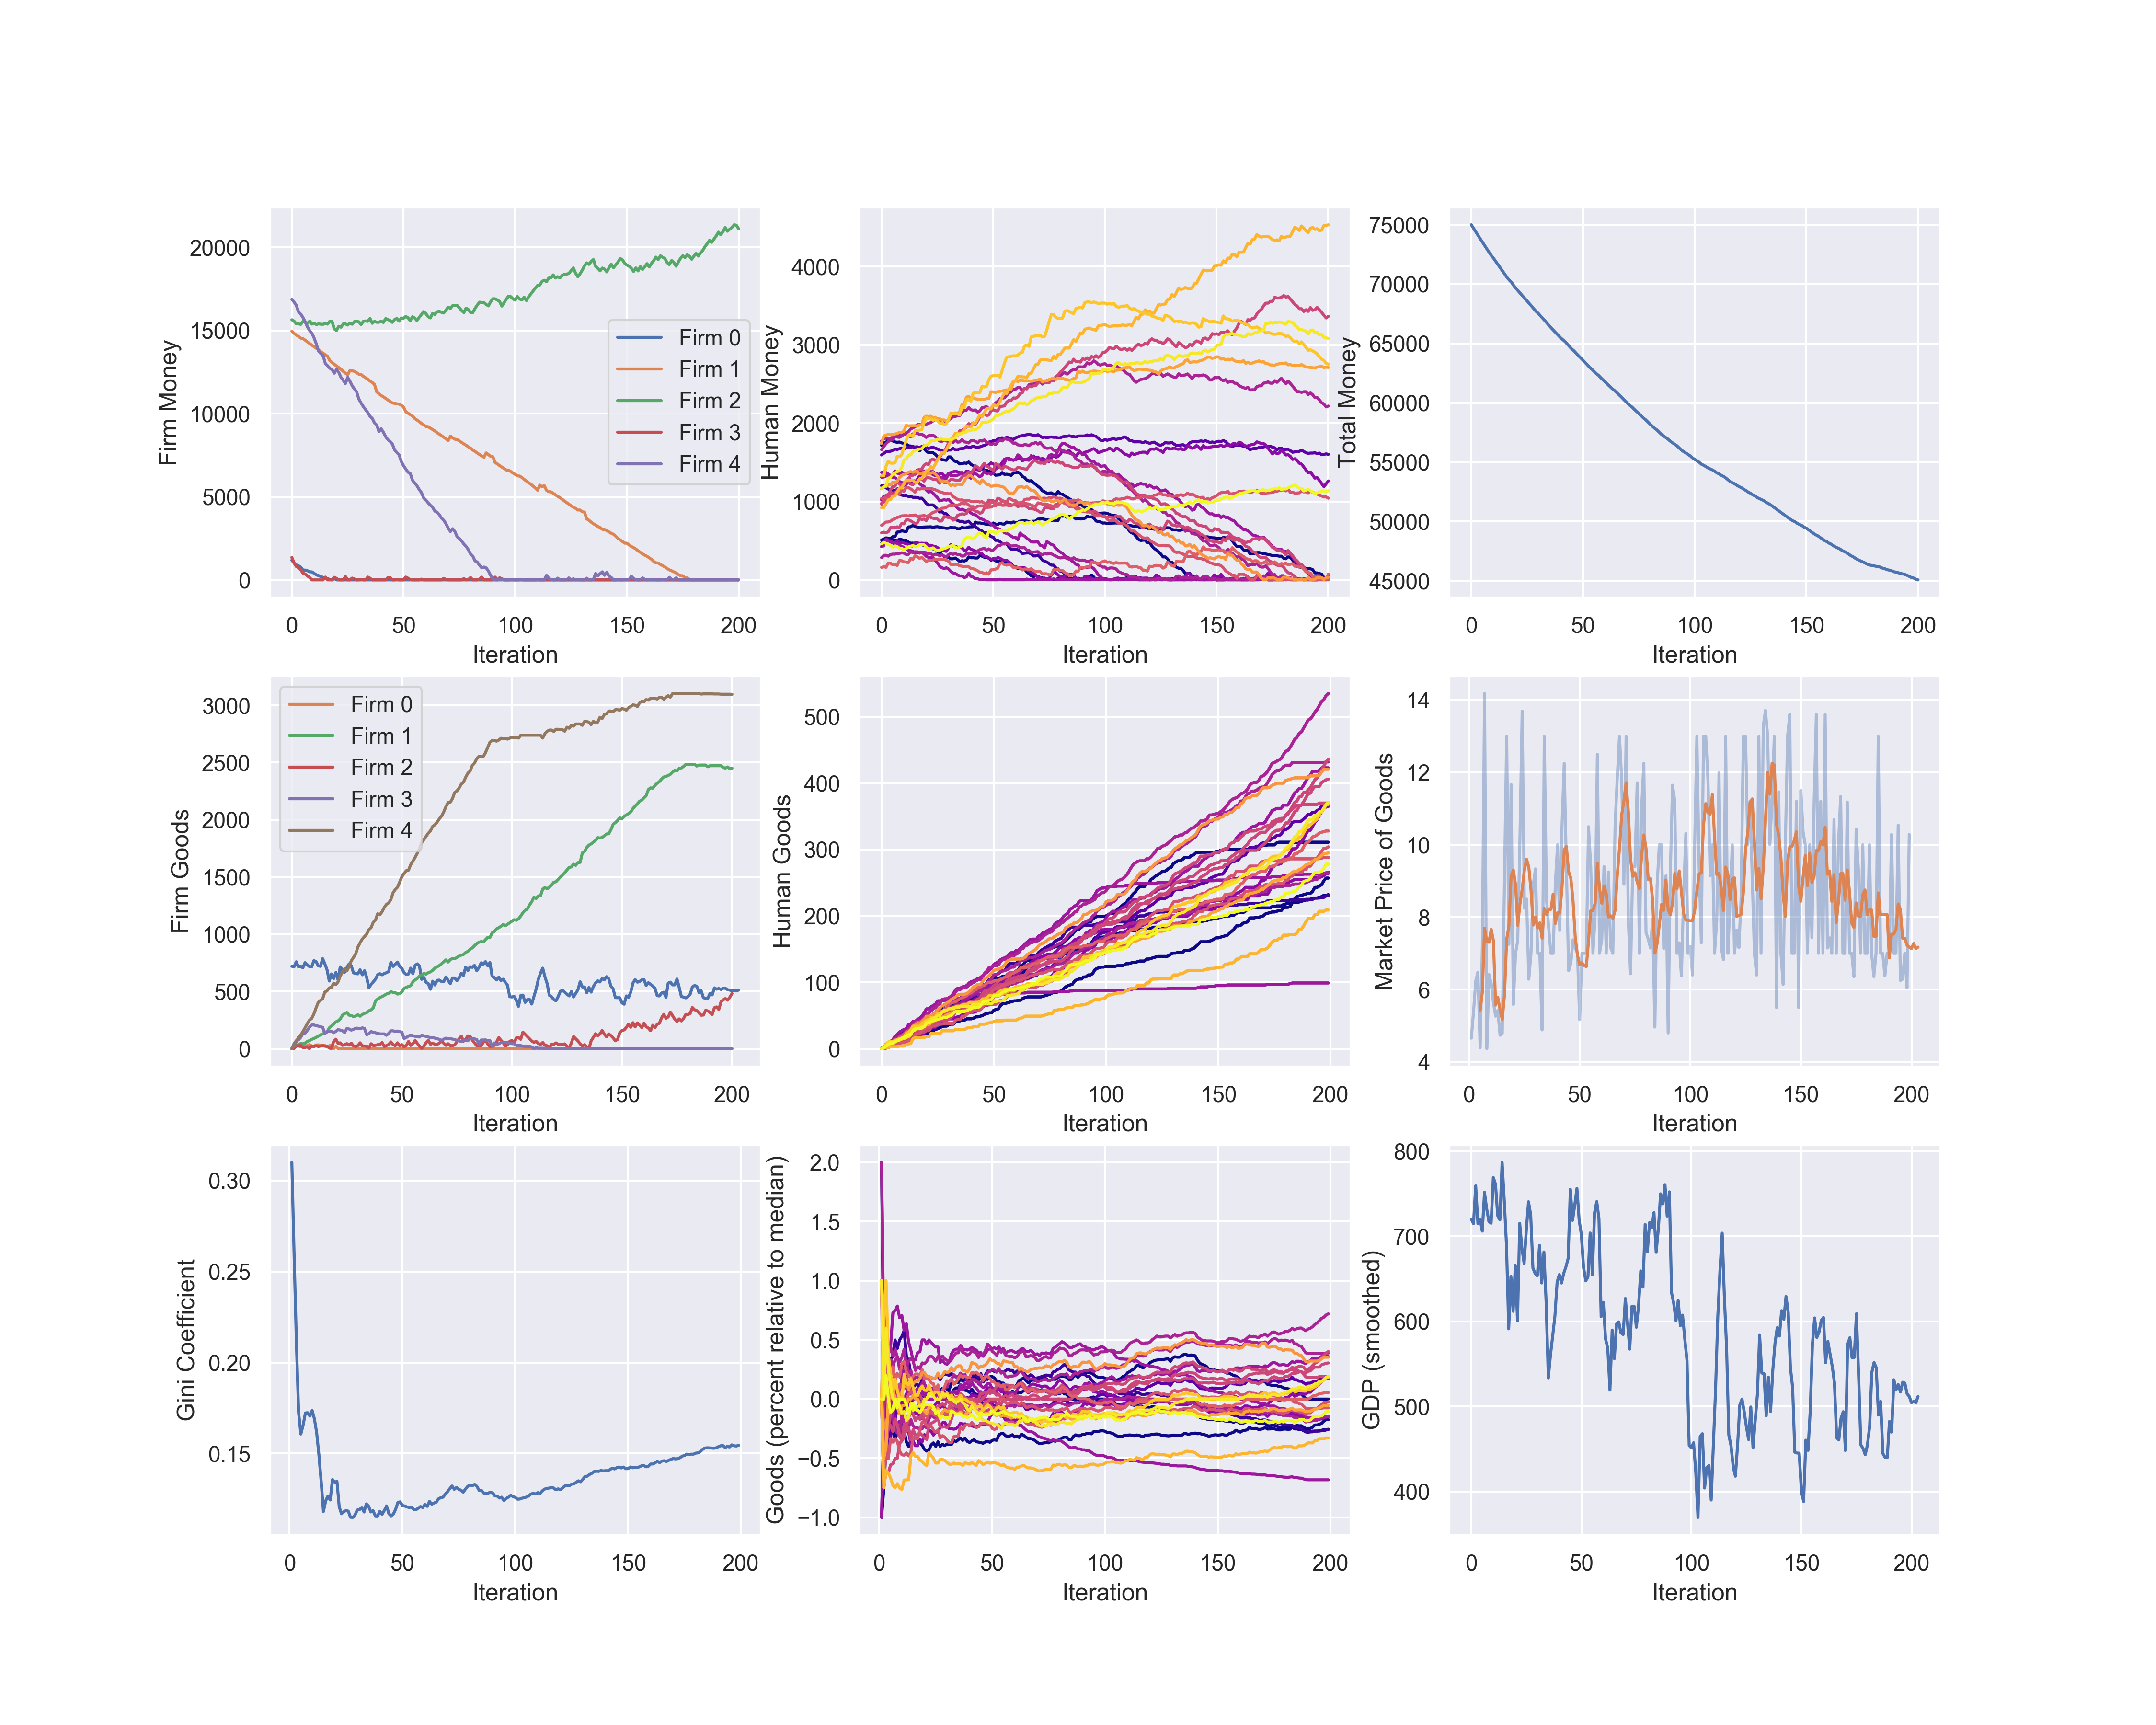 Firm Money
20000
15000
10000
5000
0
Firm 0
Firm 1
Firm 2
Firm 3
Firm 4
0 50 100 150 200
Iteration
Human Money
4000
3000
2000
1000
0
0 50 100 150 200
Iteration
Total Money
75000
70000
65000
60000
55000
50000
45000
0 50 100 150 200
Iteration
Firm Goods
3000
2500
2000
1500
1000
500
0
Firm 0
Firm 1
Firm 2
Firm 3
Firm 4
0 50 100 150 200
Iteration
Human Goods
500
400
300
200
100
0
0 50 100 150 200
Iteration
Market Price of Goods
14
12
10
8
6
4
0 50 100 150 200
Iteration
Gini Coefficient
0.30
0.25
0.20
0.15
0 50 100 150 200
Iteration
Goods (percent relative to median)
2.0
1.5
1.0
0.5
0.0
−0.5
−1.0
0 50 100 150 200
Iteration
GDP (smoothed)
800
700
600
500
400
0 50 100 150 200
Iteration